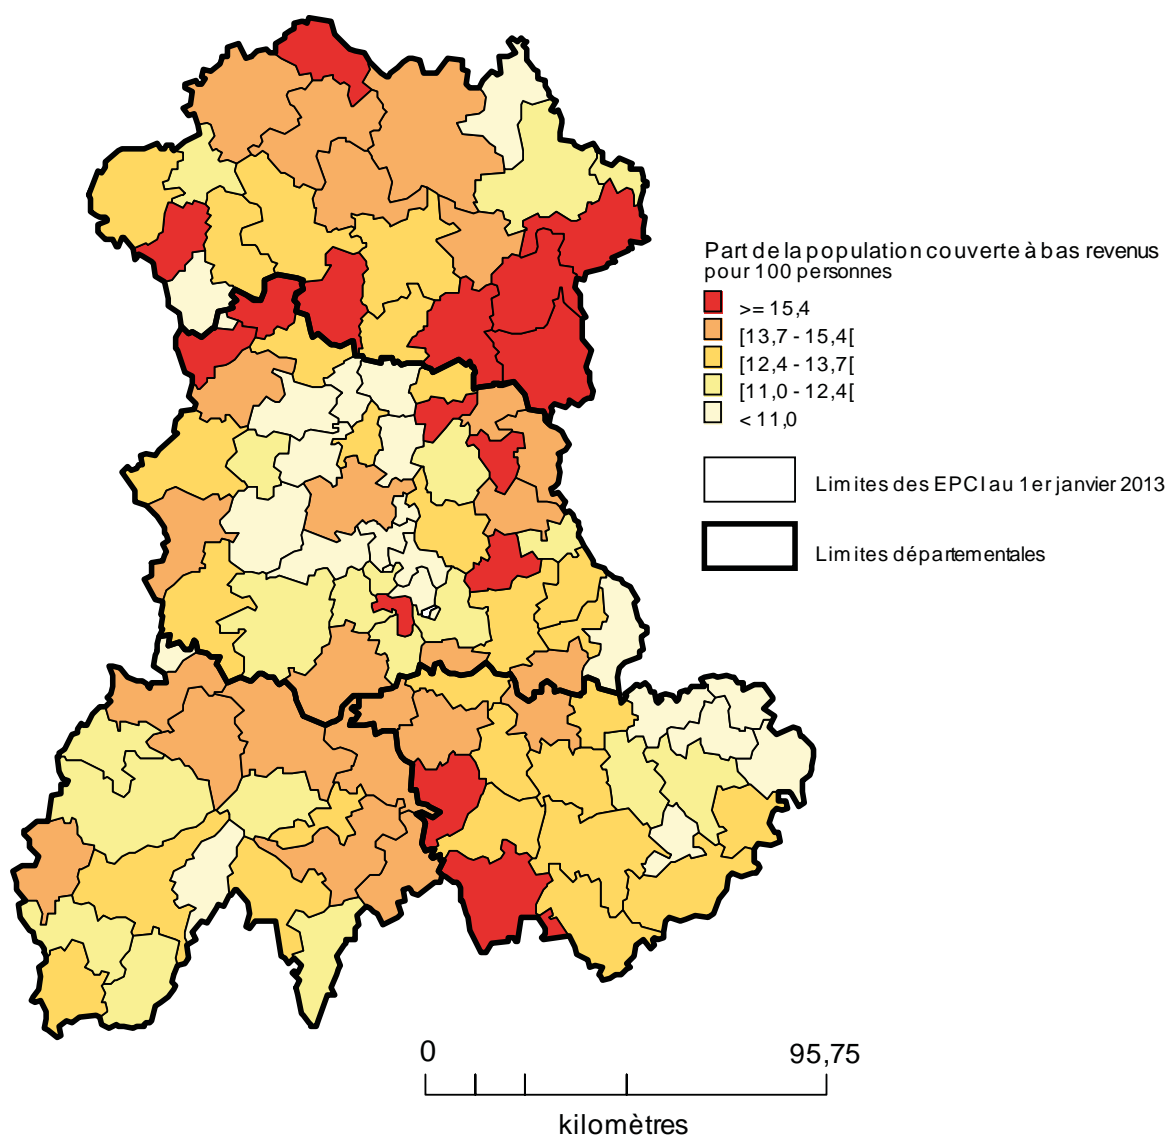 Part de la population couverte à bas revenus
pour 100 personnes
>= 15,4
[13,7 - 15,4[
[12,4 - 13,7[
[11,0 - 12,4[
< 11,0
Limites des EPCI au 1er janvier 2013
Limites départementales
0 95,75
kilomètres